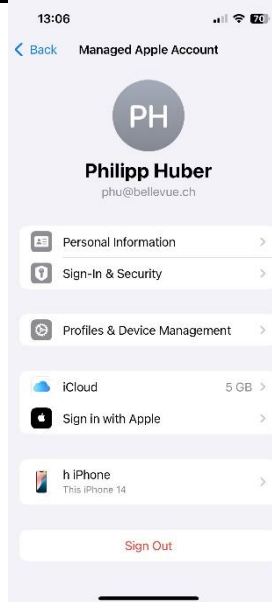 13:06
70
Back
Managed Apple Account
PH
Philipp Huber
phu@bellevue.ch
Personal Information
Sign-In & Security
Profiles & Device Management
iCloud
5 GB
Sign in with Apple
h iPhone
This iPhone 14
Sign Out